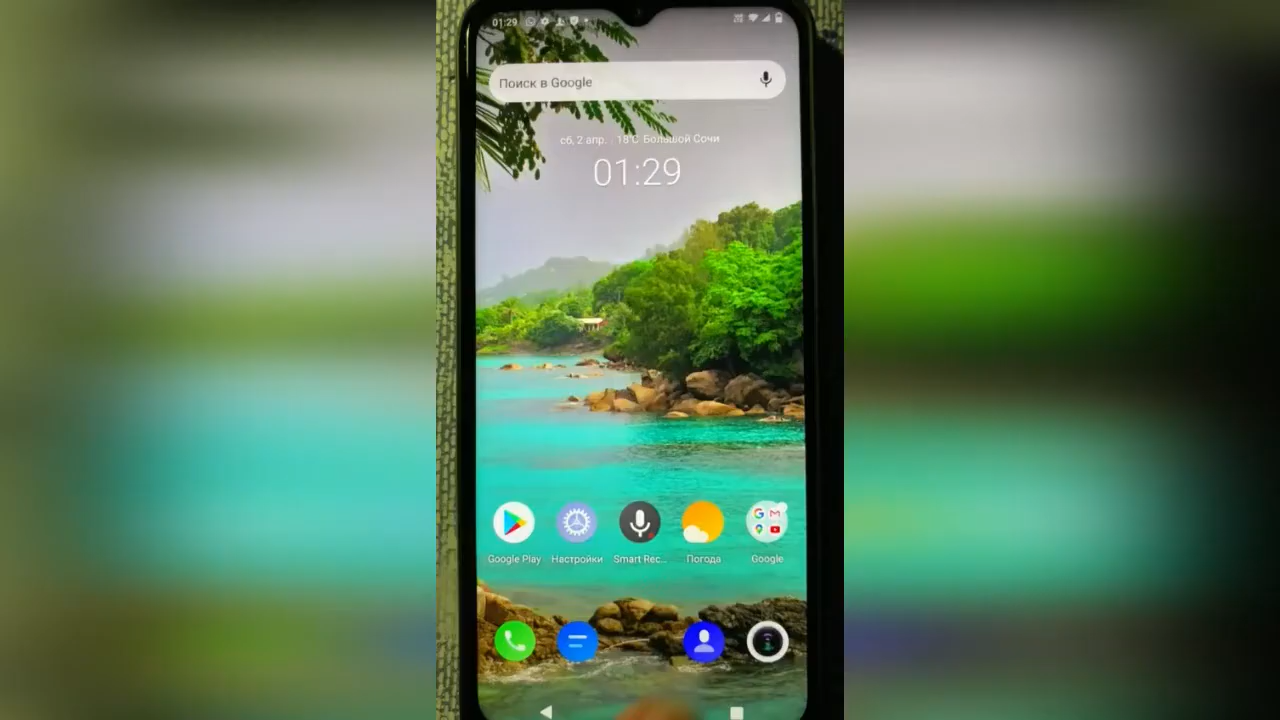 01:29
Поиск в Google
сб, 2 апр. 18°C Большой Сочи
01:29
Google Play Настройки Smart Rec... Погода Google